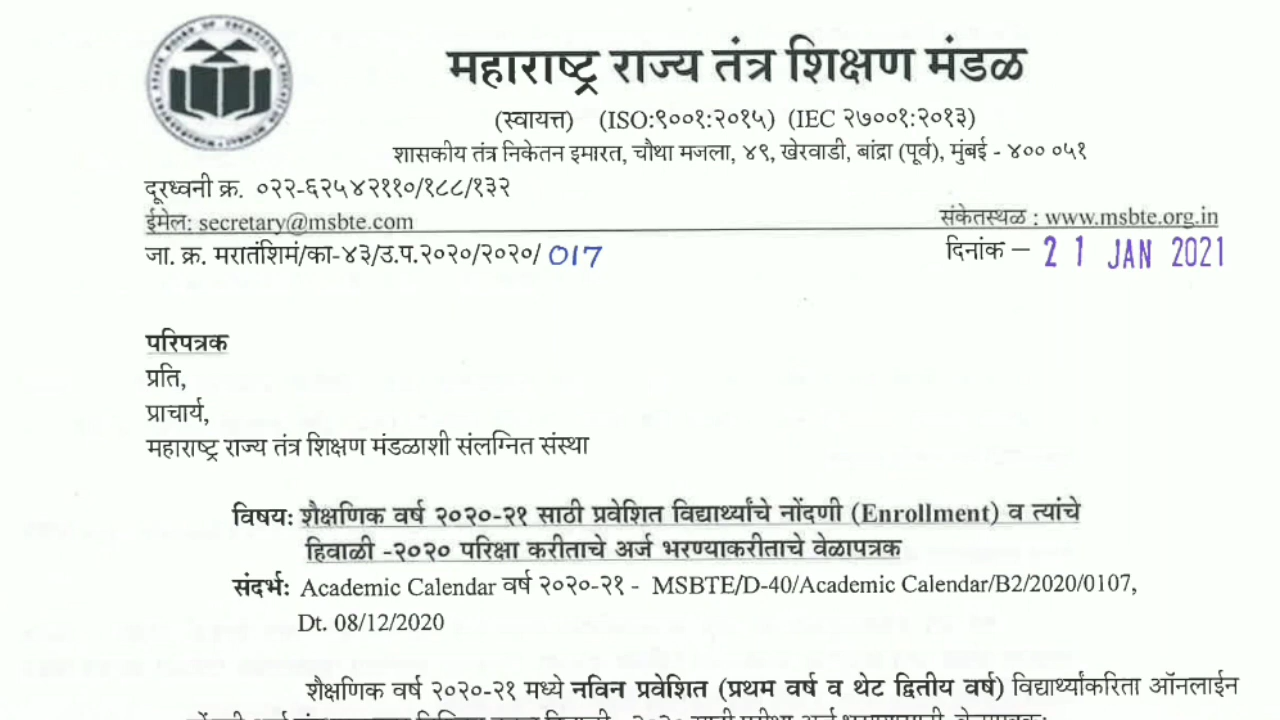 महाराष्ट्र राज्य तंत्र शिक्षण मंडळ
(स्वायत्त) (ISO:९००१:२०१५) (IEC २७००१:२०१३)
शासकीय तंत्र निकेतन इमारत, चौथा मजला, ४९, खेरवाडी, बांद्रा (पूर्व), मुंबई - ४०० ०५१
दूरध्वनी क्र. ०२२-६२५४२११०/१८८/१३२
ईमेल: secretary@msbte.com संकेतस्थळ : www.msbte.org.in
जा. क्र. मरातंशिमं/का-४३/उ.प.२०२०/२०२०/ 017 दिनांक – 21 JAN 2021
परिपत्रक
प्रति,
प्राचार्य,
महाराष्ट्र राज्य तंत्र शिक्षण मंडळाशी संलग्नित संस्था
विषय: शैक्षणिक वर्ष २०२०-२१ साठी प्रवेशित विद्यार्थ्यांचे नोंदणी (Enrollment) व त्यांचे
हिवाळी -२०२० परिक्षा करीताचे अर्ज भरण्याकरीताचे वेळापत्रक
संदर्भ: Academic Calendar वर्ष २०२०-२१ - MSBTE/D-40/Academic Calendar/B2/2020/0107,
Dt. 08/12/2020
शैक्षणिक वर्ष २०२०-२१ मध्ये नविन प्रवेशित (प्रथम वर्ष व थेट द्वितीय वर्ष) विद्यार्थ्यांकरिता ऑनलाईन